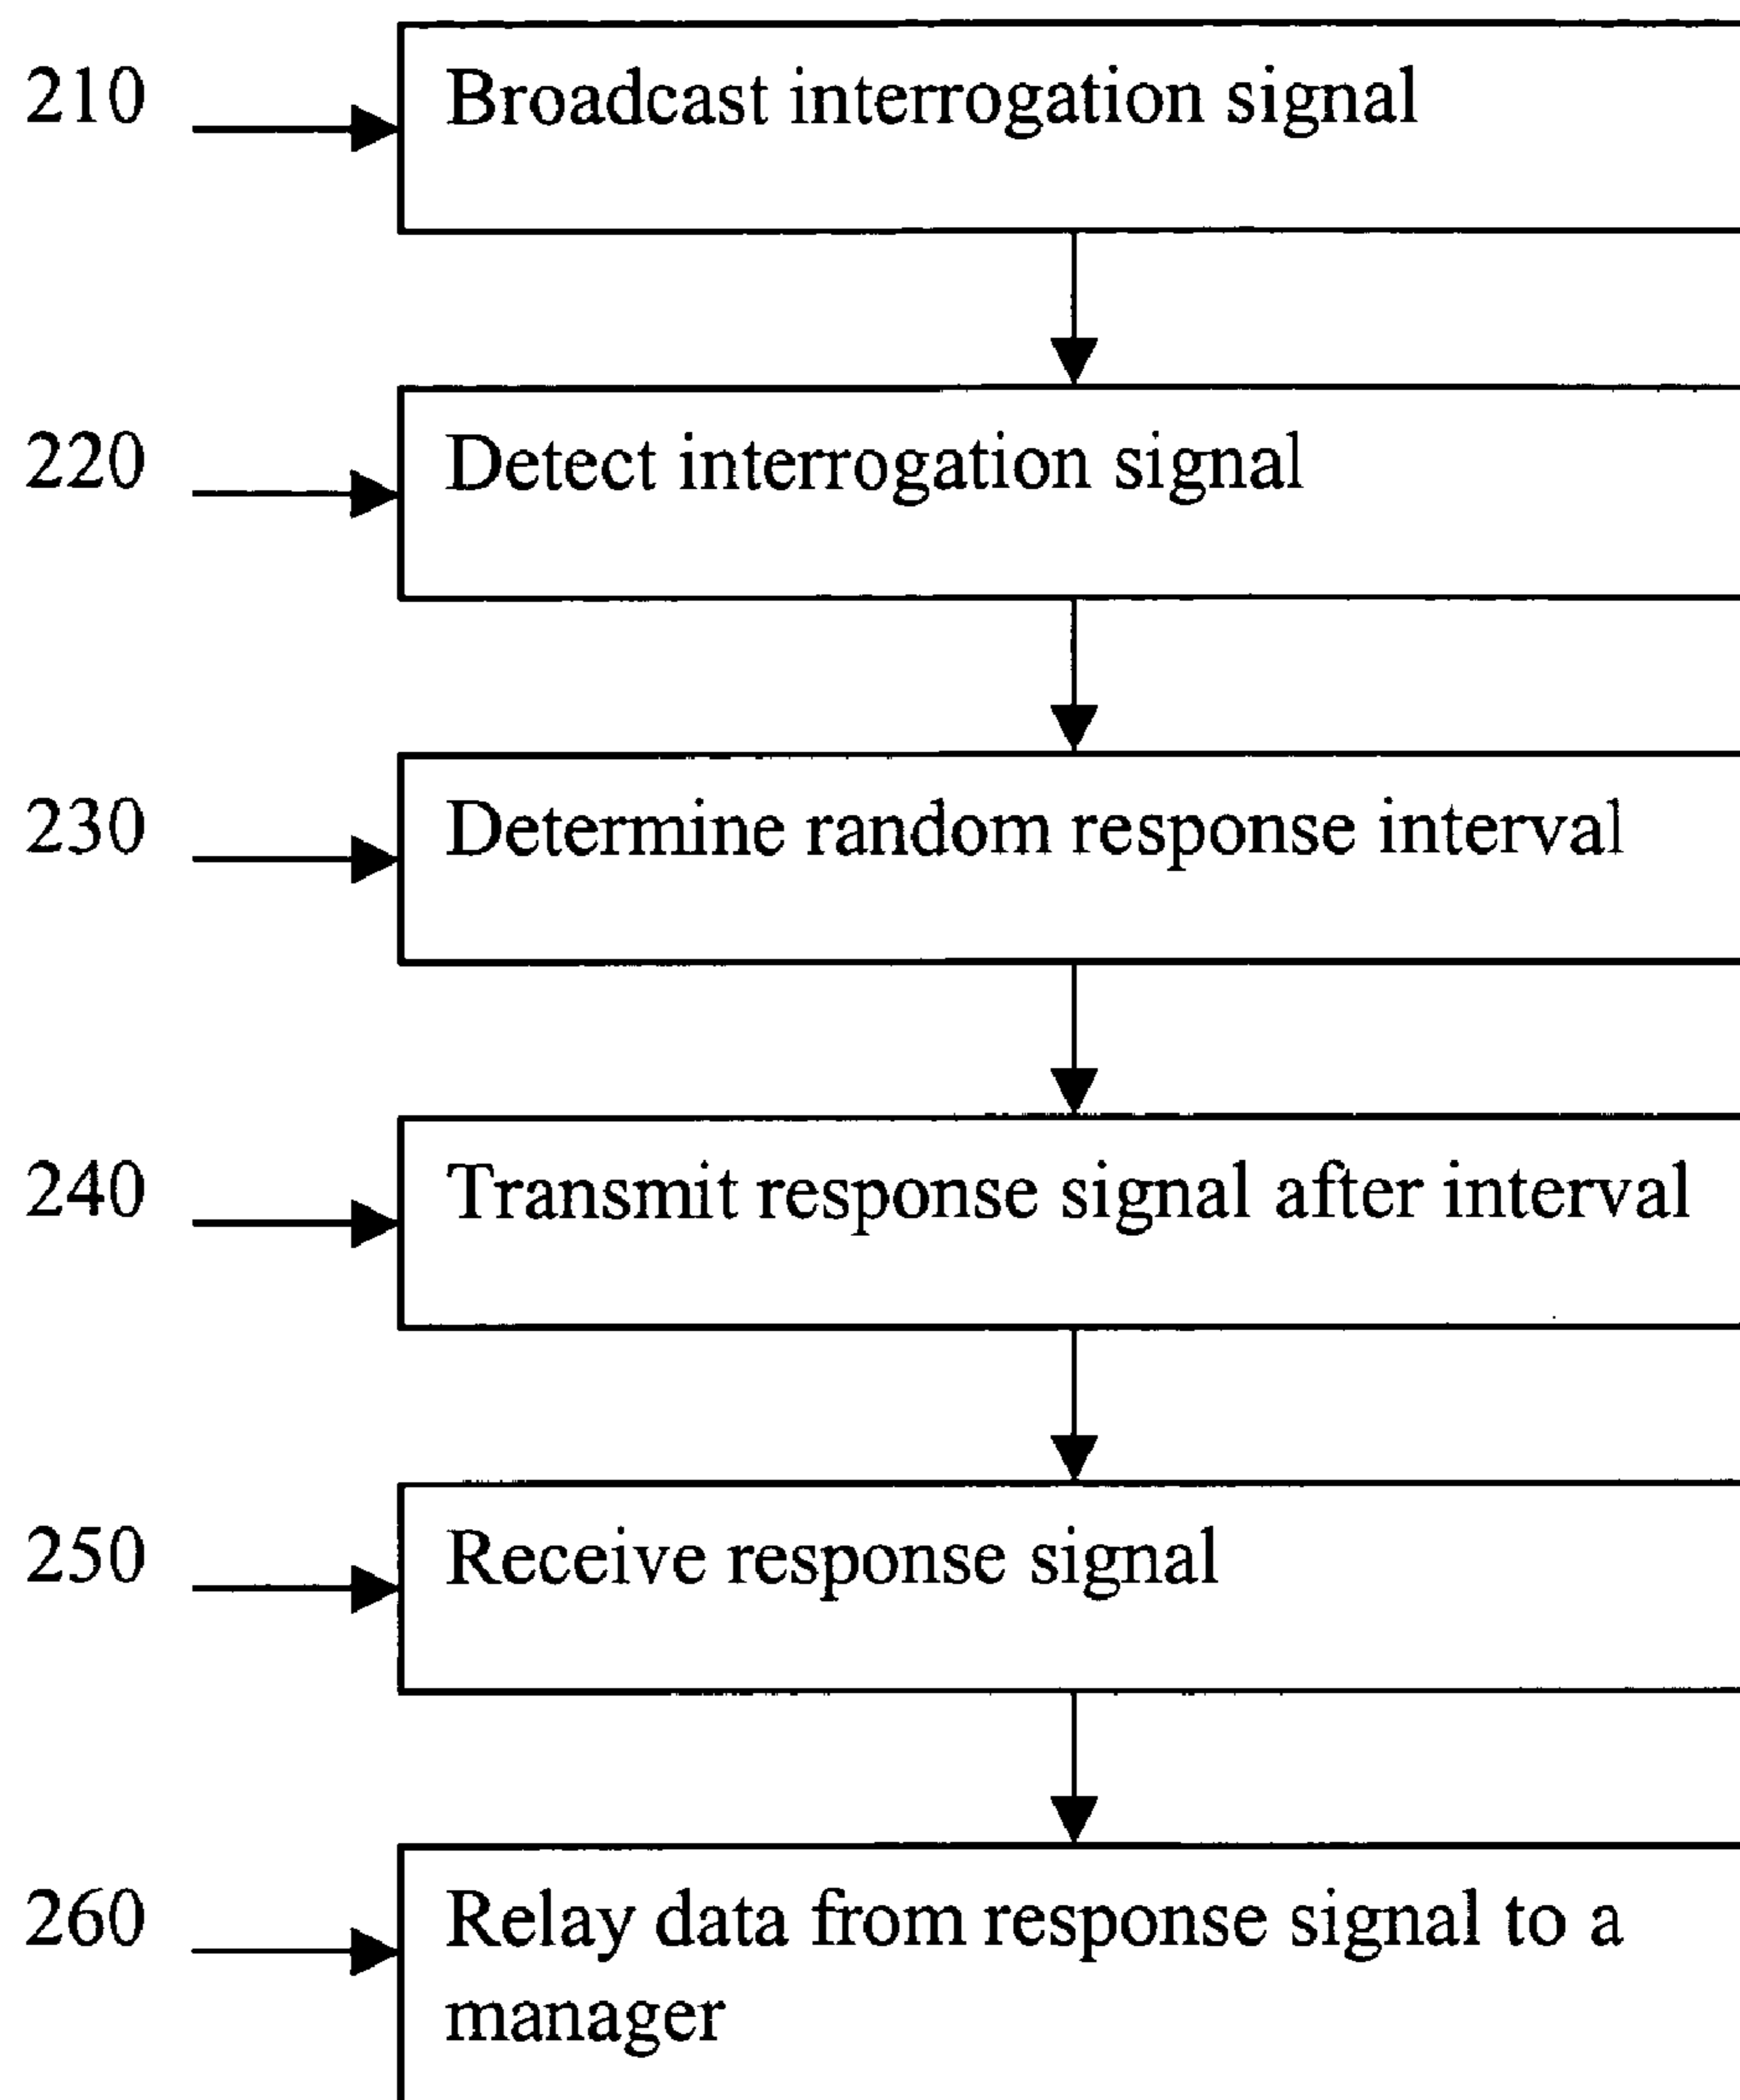 210
Broadcast interrogation signal
220
Detect interrogation signal
230
Determine random response interval
240
Transmit response signal after interval
250
Receive response signal
260
Relay data from response signal to a
manager